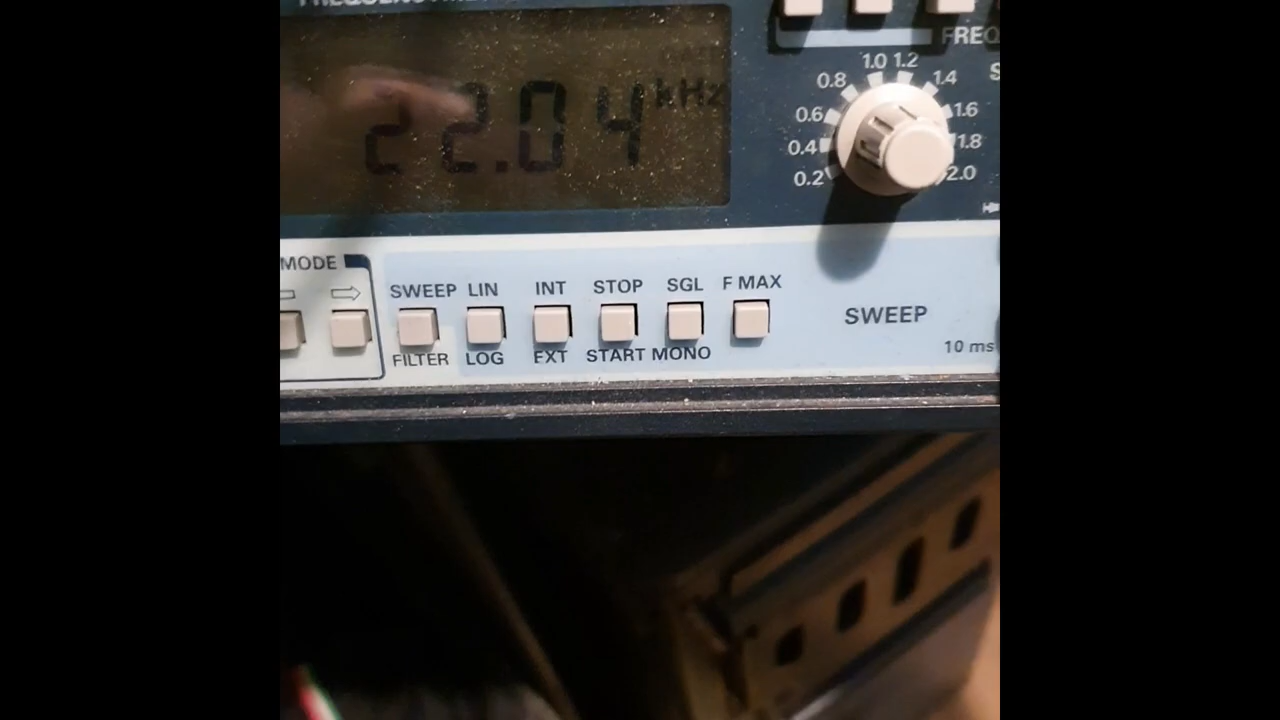 FREQ
22.04 kHz
1.0 1.2
0.8 1.4
0.6 1.6
0.4 1.8
0.2 2.0
MODE
SWEEP LIN INT STOP SGL F MAX
FILTER LOG EXT START MONO
SWEEP
10 ms